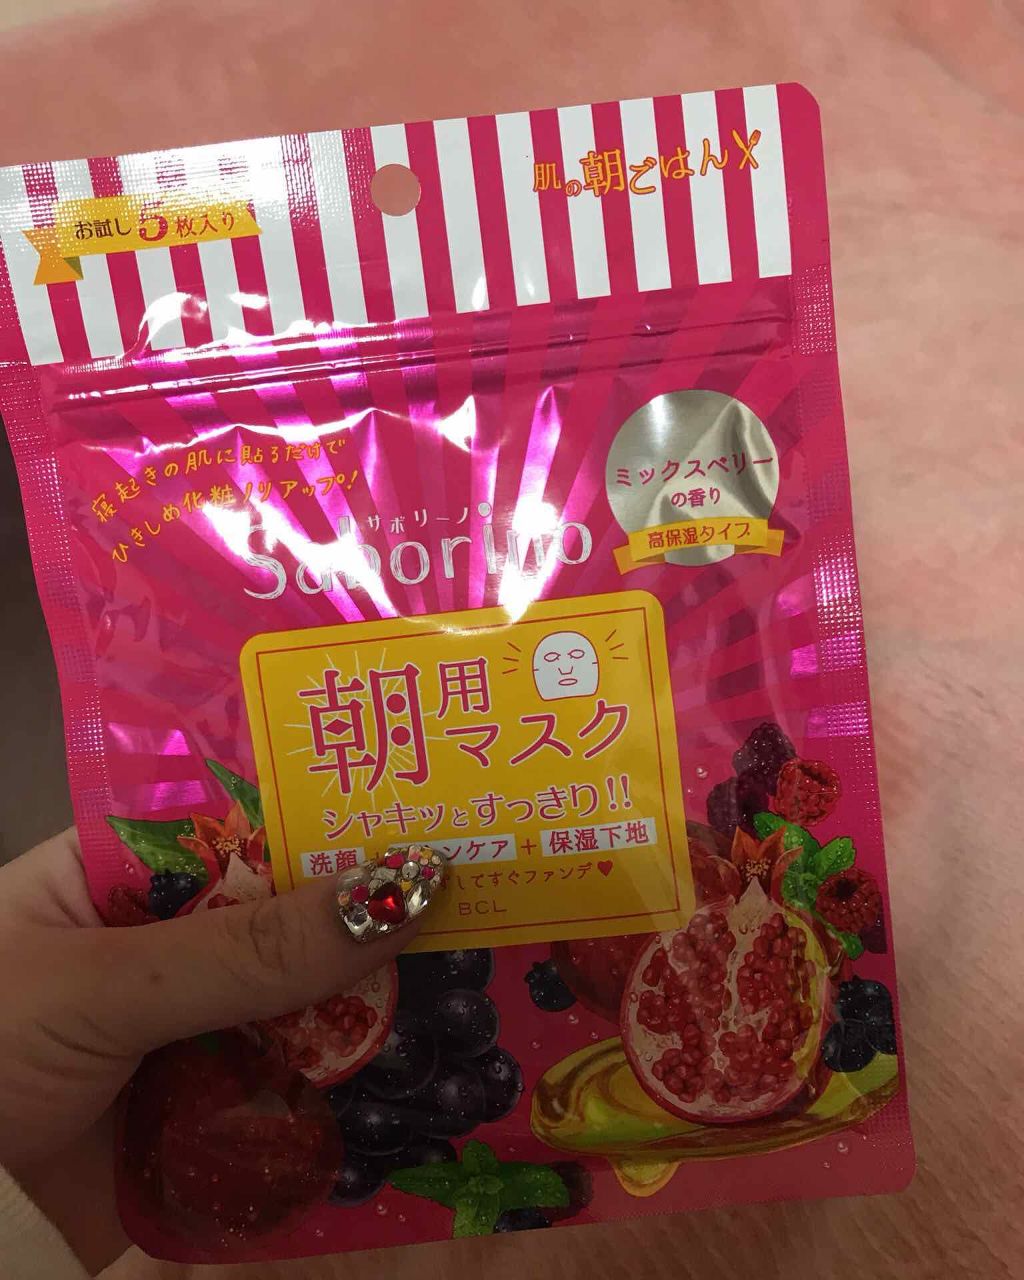 肌の朝ごはん
お試し5枚入り
寝起きの肌に貼るだけで
ひきしめ化粧ノリアップ!
ミックスベリー
の香り
高保湿タイプ
サボリーノ
Saborino
朝用
マスク
シャキッとすっきり!!
洗顔 ンケア + 保湿下地
してすぐファンデ♥
BCL